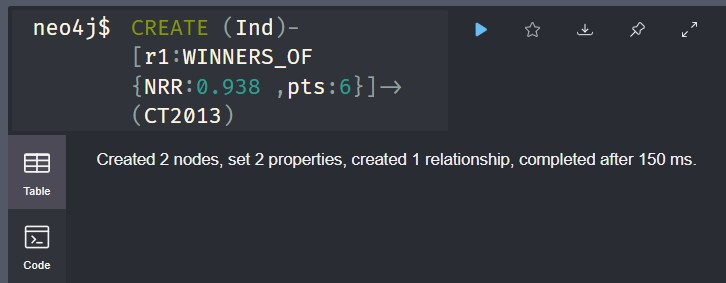 neo4j$ CREATE (Ind)-
[r1:WINNERS_OF
{NRR:0.938 ,pts:6}]→
(CT2013)
Created 2 nodes, set 2 properties, created 1 relationship, completed after 150 ms.
Table
Code